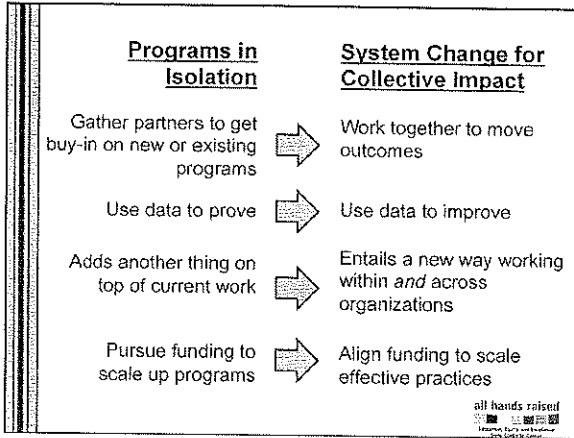 Programs in
Isolation
System Change for
Collective Impact
Gather partners to get
buy-in on new or existing
programs
Work together to move
outcomes
Use data to prove
Use data to improve
Adds another thing on
top of current work
Entails a new way working
within and across
organizations
Pursue funding to
scale up programs
Align funding to scale
effective practices
all hands raised